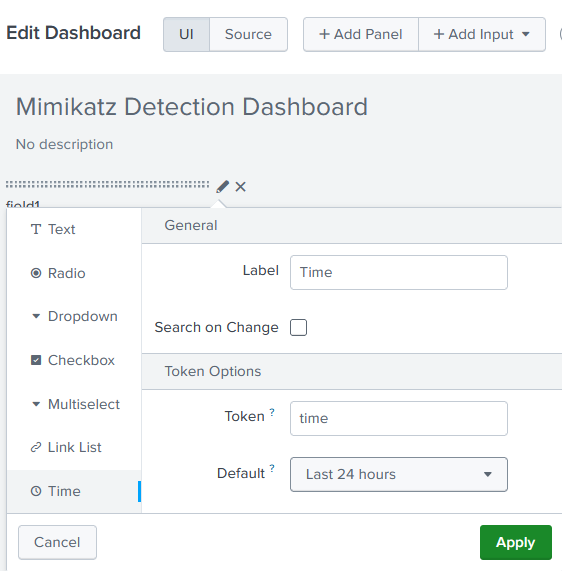 Edit Dashboard UI Source + Add Panel + Add Input
Mimikatz Detection Dashboard
No description
field1
Text
Radio
Dropdown
Checkbox
Multiselect
Link List
Time
General
Label Time
Search on Change
Token Options
Token ? time
Default ? Last 24 hours
Cancel Apply